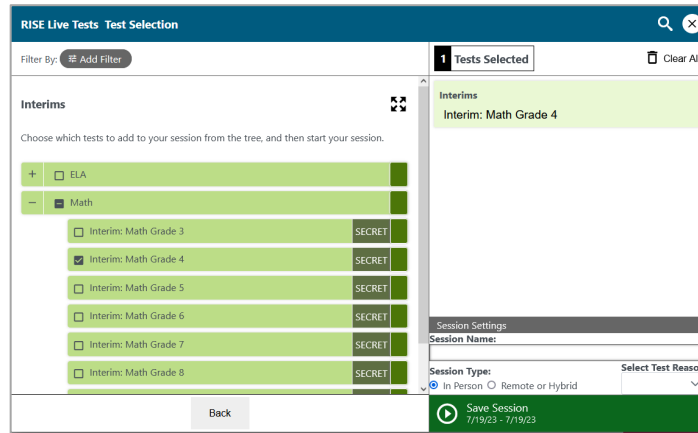 RISE Live Tests Test Selection
Filter By: Add Filter
1 Tests Selected
Clear Al
Interims
Choose which tests to add to your session from the tree, and then start your session.
+ ELA
− Math
Interim: Math Grade 3 SECRET
Interim: Math Grade 4 SECRET
Interim: Math Grade 5 SECRET
Interim: Math Grade 6 SECRET
Interim: Math Grade 7 SECRET
Interim: Math Grade 8 SECRET
Back
Interims
Interim: Math Grade 4
Session Settings
Session Name:
Session Type:
Select Test Reaso
In Person Remote or Hybrid
Save Session
7/19/23 - 7/19/23